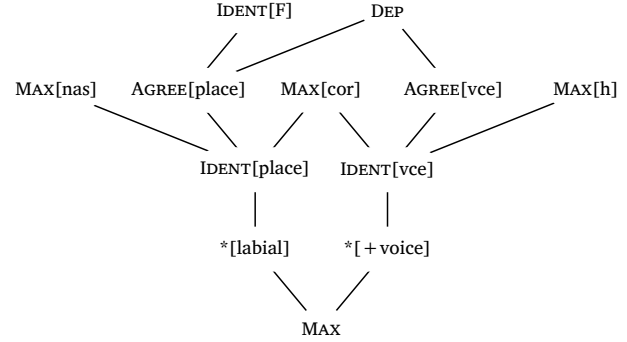 IDENT[F] DEP
MAX[nas] AGREE[place] MAX[cor] AGREE[vce] MAX[h]
IDENT[place] IDENT[vce]
*[labial] *[+voice]
MAX